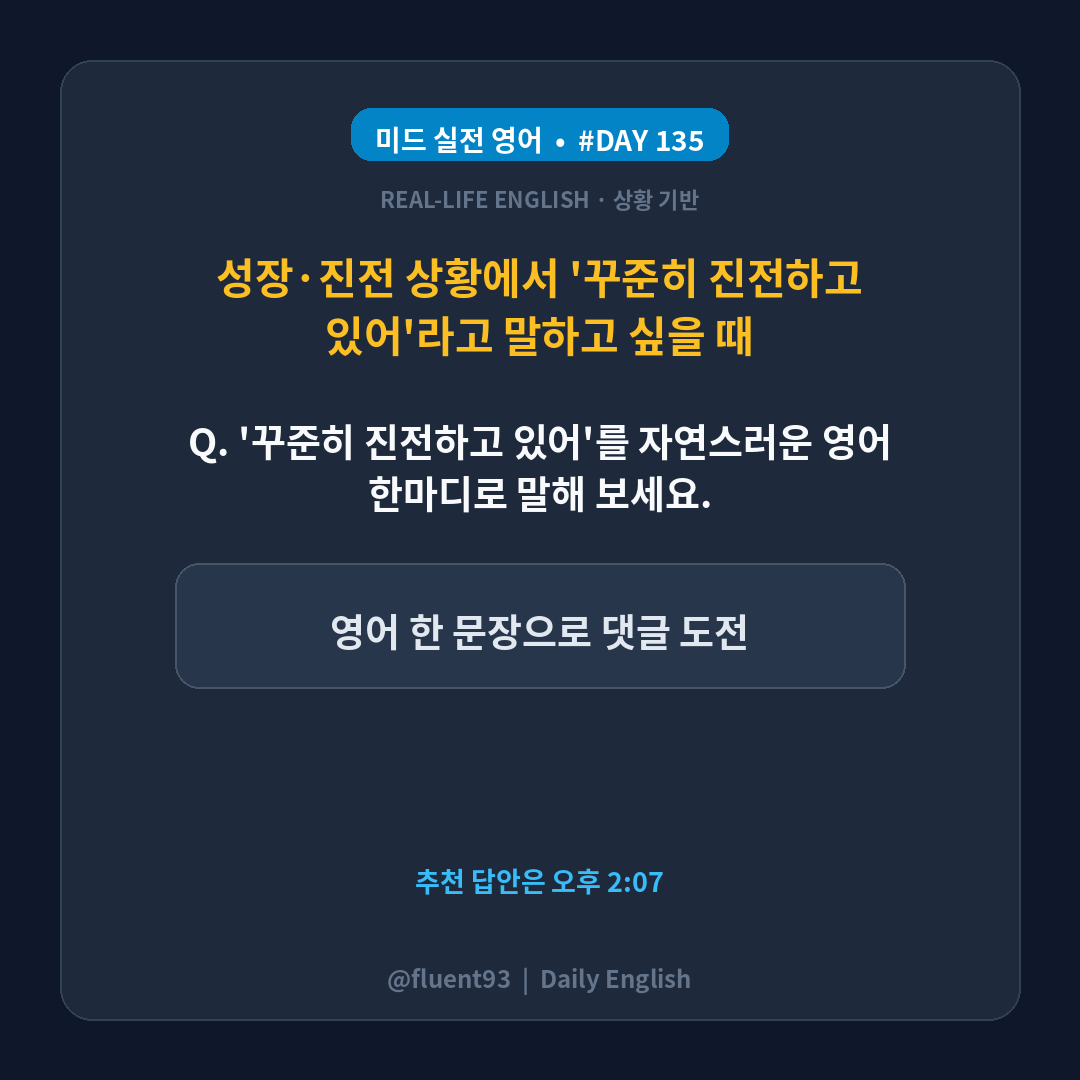 미드 실전 영어 • #DAY 135
REAL-LIFE ENGLISH · 상황 기반
성장·진전 상황에서 '꾸준히 진전하고
있어'라고 말하고 싶을 때
Q. '꾸준히 진전하고 있어'를 자연스러운 영어
한마디로 말해 보세요.
영어 한 문장으로 댓글 도전
추천 답안은 오후 2:07
@fluent93 | Daily English